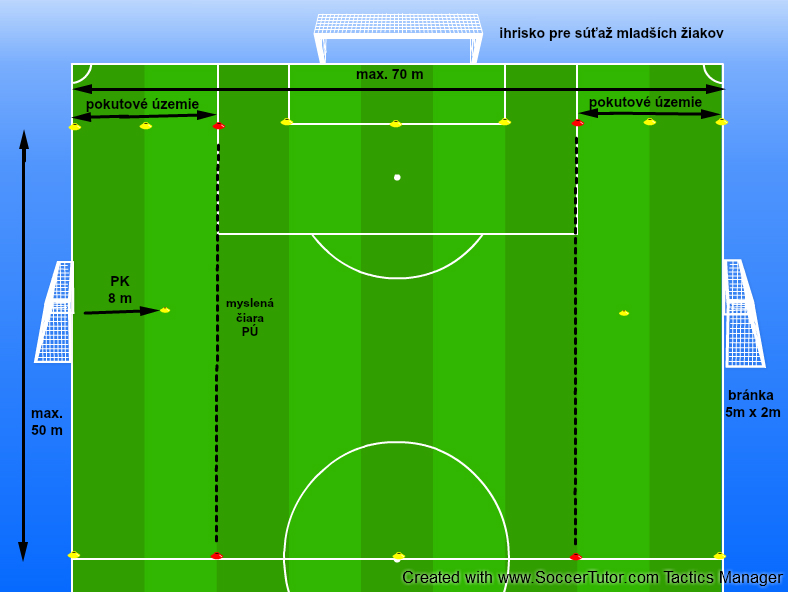 ihrisko pre súťaž mladších žiakov
max. 70 m
pokutové územie
pokutové územie
PK
8 m
myslená
čiara
PÚ
max.
50 m
bránka
5m x 2m
Created with www.SoccerTutor.com Tactics Manager